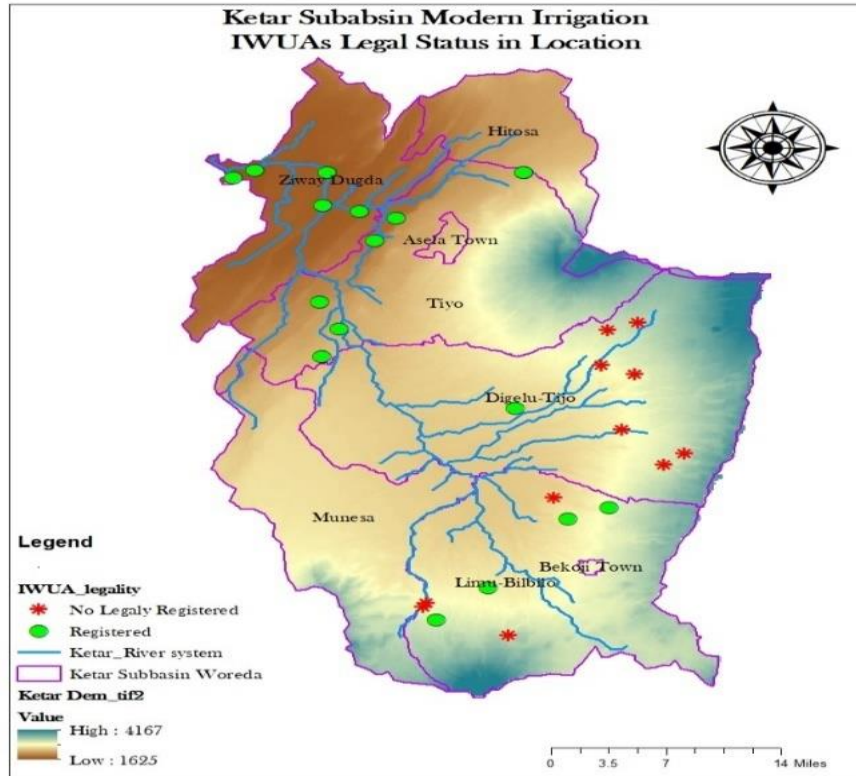 Ketar Subabsin Modern Irrigation
IWUAs Legal Status in Location
Hitosa
Ziway Dugda
Asela Town
Tiyo
Digelu-Tijo
Munesa
Bekoji Town
Limu-Bilbilo
Legend
IWUA_legality
No Legaly Registered
Registered
Ketar_River system
Ketar Subbasin Woreda
Ketar Dem_tif2
Value
High : 4167
Low : 1625
0 3.5 7 14 Miles